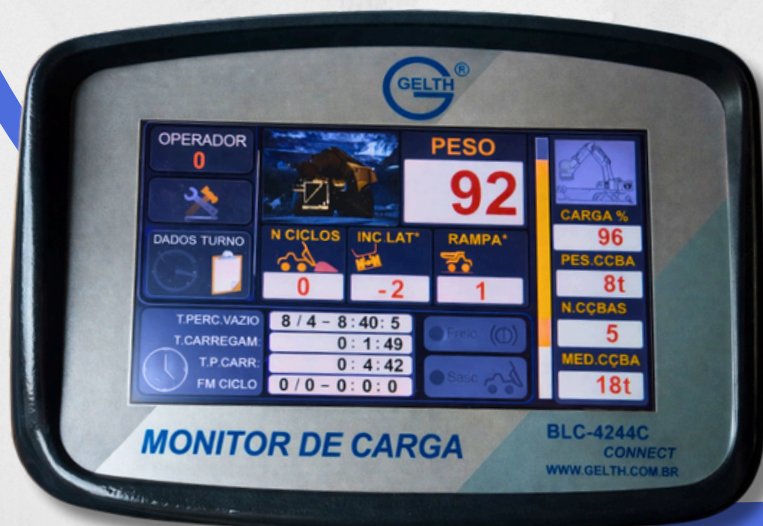 GELTH®
OPERADOR
0
PESO
92
CARGA %
96
DADOS TURNO
N CICLOS
0
INC.LAT°
-2
RAMPA°
1
PES.CCBA
8t
N.CÇBAS
5
MED.CÇBA
18t
T.PERC.VAZIO 8/4-8:40:5
T.CARREGAM: 0:1:49
T.P.CARR: 0:4:42
FM CICLO 0/0-0:0:0
Freic
Basc
MONITOR DE CARGA
BLC-4244C
CONNECT
WWW.GELTH.COM.BR